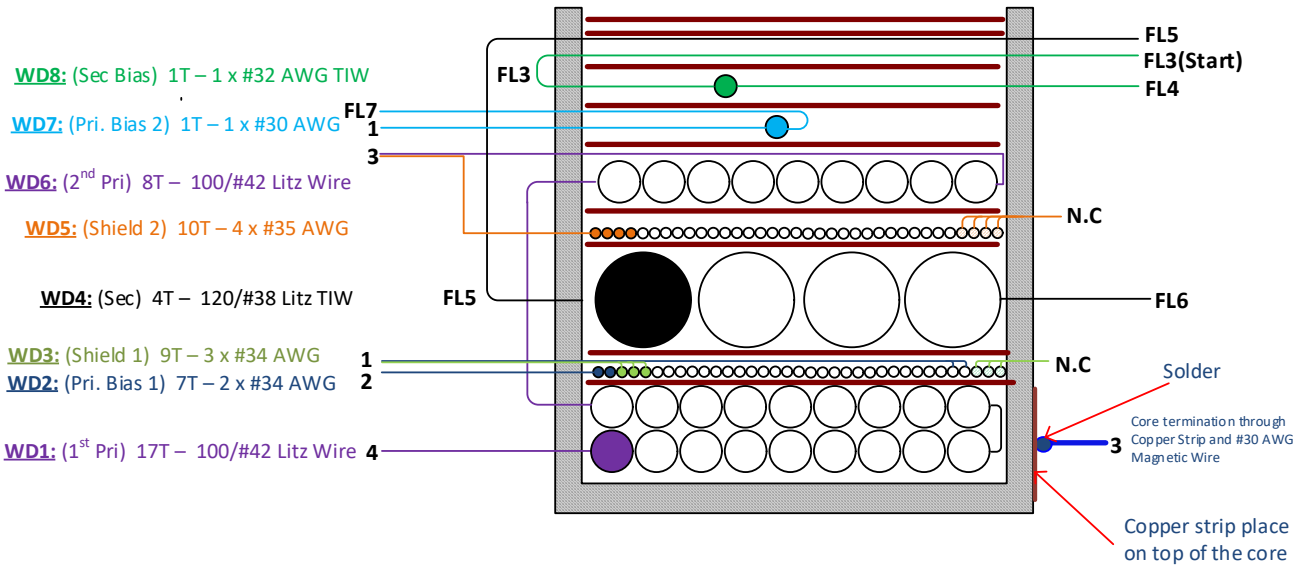 FL5
FL3(Start)
FL3
WD8: (Sec Bias) 1T – 1 x #32 AWG TIW
FL4
FL7
WD7: (Pri. Bias 2) 1T – 1 x #30 AWG
1
3
WD6: (2nd Pri) 8T – 100/#42 Litz Wire
N.C
WD5: (Shield 2) 10T – 4 x #35 AWG
WD4: (Sec) 4T – 120/#38 Litz TIW
FL5
FL6
WD3: (Shield 1) 9T – 3 x #34 AWG
1
N.C
WD2: (Pri. Bias 1) 7T – 2 x #34 AWG
2
Solder
WD1: (1st Pri) 17T – 100/#42 Litz Wire
4
3
Core termination through
Copper Strip and #30 AWG
Magnetic Wire
Copper strip place
on top of the core